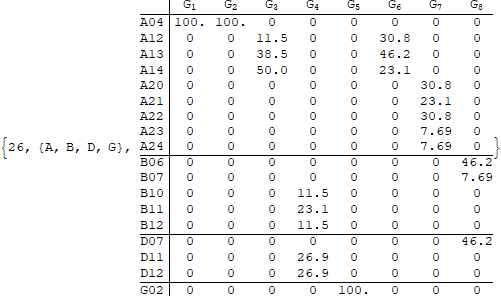 G₁ G₂ G₃ G₄ G₅ G₆ G₇ G₈
A04 100. 100. 0 0 0 0 0 0
A12 0 0 11.5 0 0 30.8 0 0
A13 0 0 38.5 0 0 46.2 0 0
A14 0 0 50.0 0 0 23.1 0 0
A20 0 0 0 0 0 0 30.8 0
A21 0 0 0 0 0 0 23.1 0
A22 0 0 0 0 0 0 30.8 0
A23 0 0 0 0 0 0 7.69 0
{26, {A, B, D, G}, A24 0 0 0 0 0 0 7.69 0 }
B06 0 0 0 0 0 0 0 46.2
B07 0 0 0 0 0 0 0 7.69
B10 0 0 0 11.5 0 0 0 0
B11 0 0 0 23.1 0 0 0 0
B12 0 0 0 11.5 0 0 0 0
D07 0 0 0 0 0 0 0 46.2
D11 0 0 0 26.9 0 0 0 0
D12 0 0 0 26.9 0 0 0 0
G02 0 0 0 0 100. 0 0 0